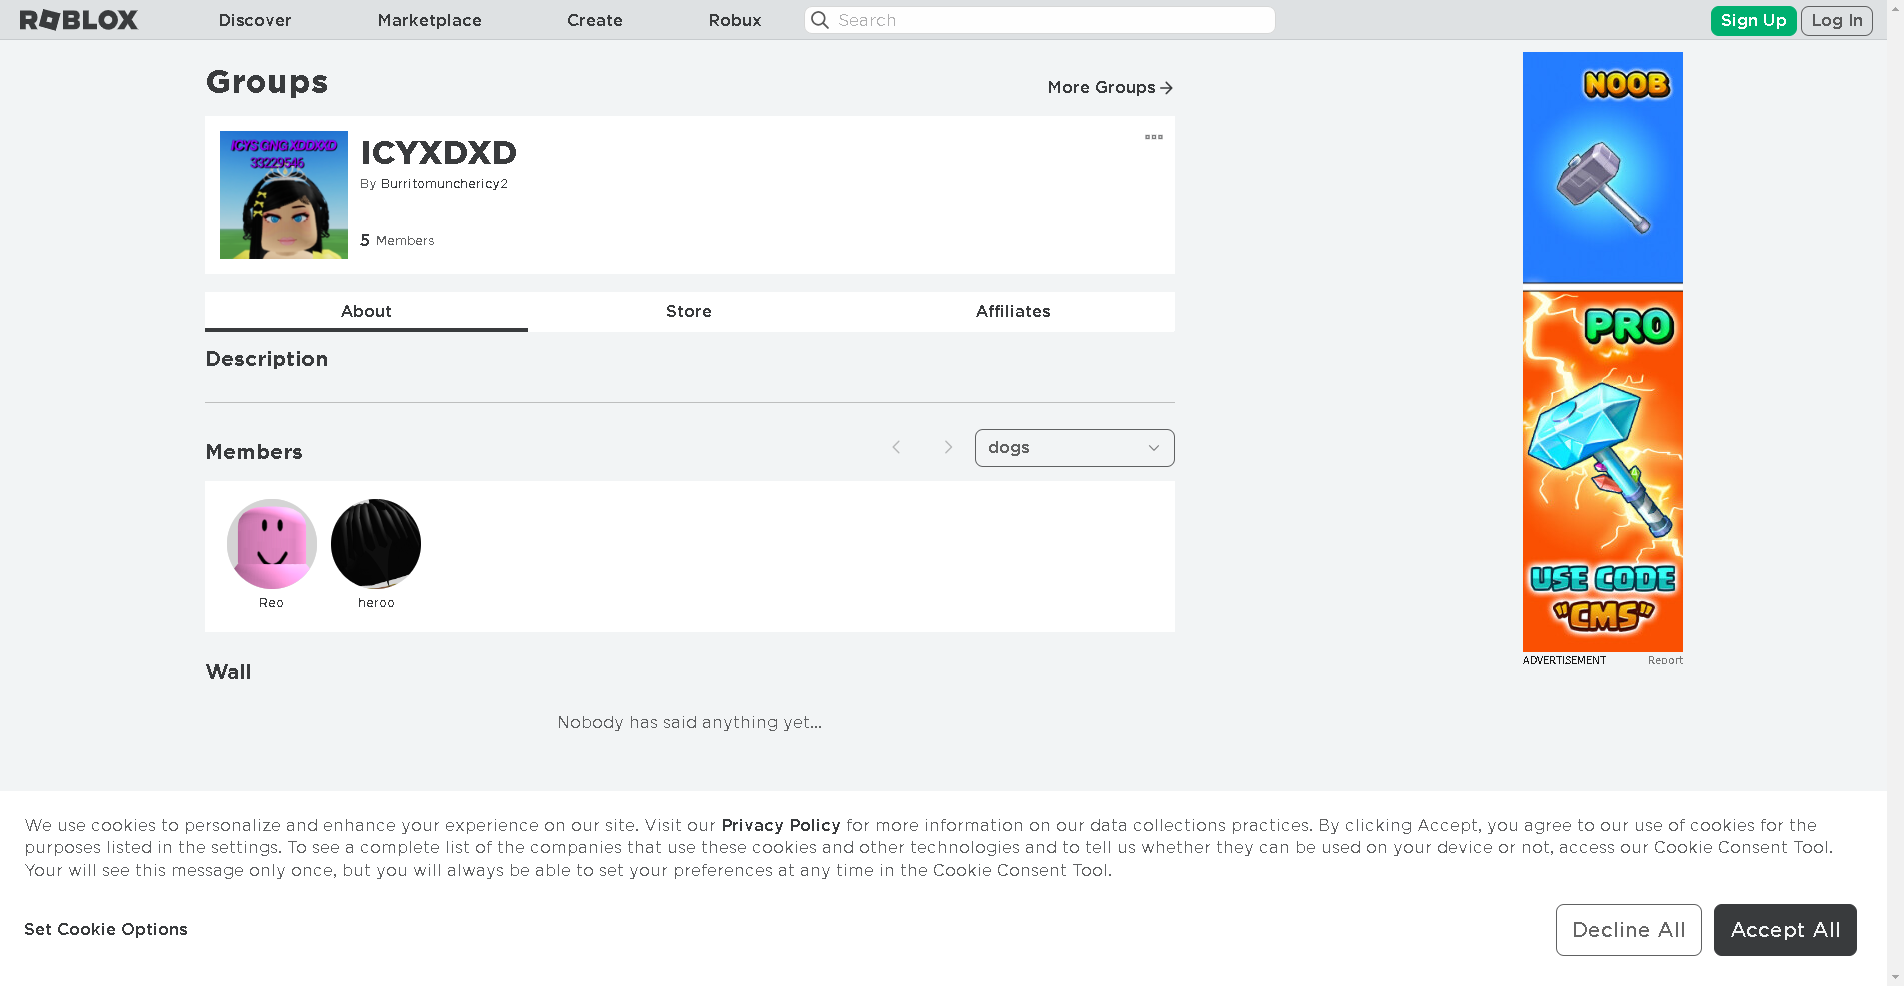 ROBLOX Discover Marketplace Create Robux Search Sign Up Log In
Groups
More Groups
ICYS GNG XDDXXD
33229546
ICYXDXD
By Burritomunchericy2
5 Members
About Store Affiliates
Description
Members
dogs
Reo heroo
Wall
Nobody has said anything yet...
NOOB
PRO
USE CODE
"CMS"
ADVERTISEMENT Report
We use cookies to personalize and enhance your experience on our site. Visit our Privacy Policy for more information on our data collections practices. By clicking Accept, you agree to our use of cookies for the
purposes listed in the settings. To see a complete list of the companies that use these cookies and other technologies and to tell us whether they can be used on your device or not, access our Cookie Consent Tool.
Your will see this message only once, but you will always be able to set your preferences at any time in the Cookie Consent Tool.
Set Cookie Options
Decline All
Accept All